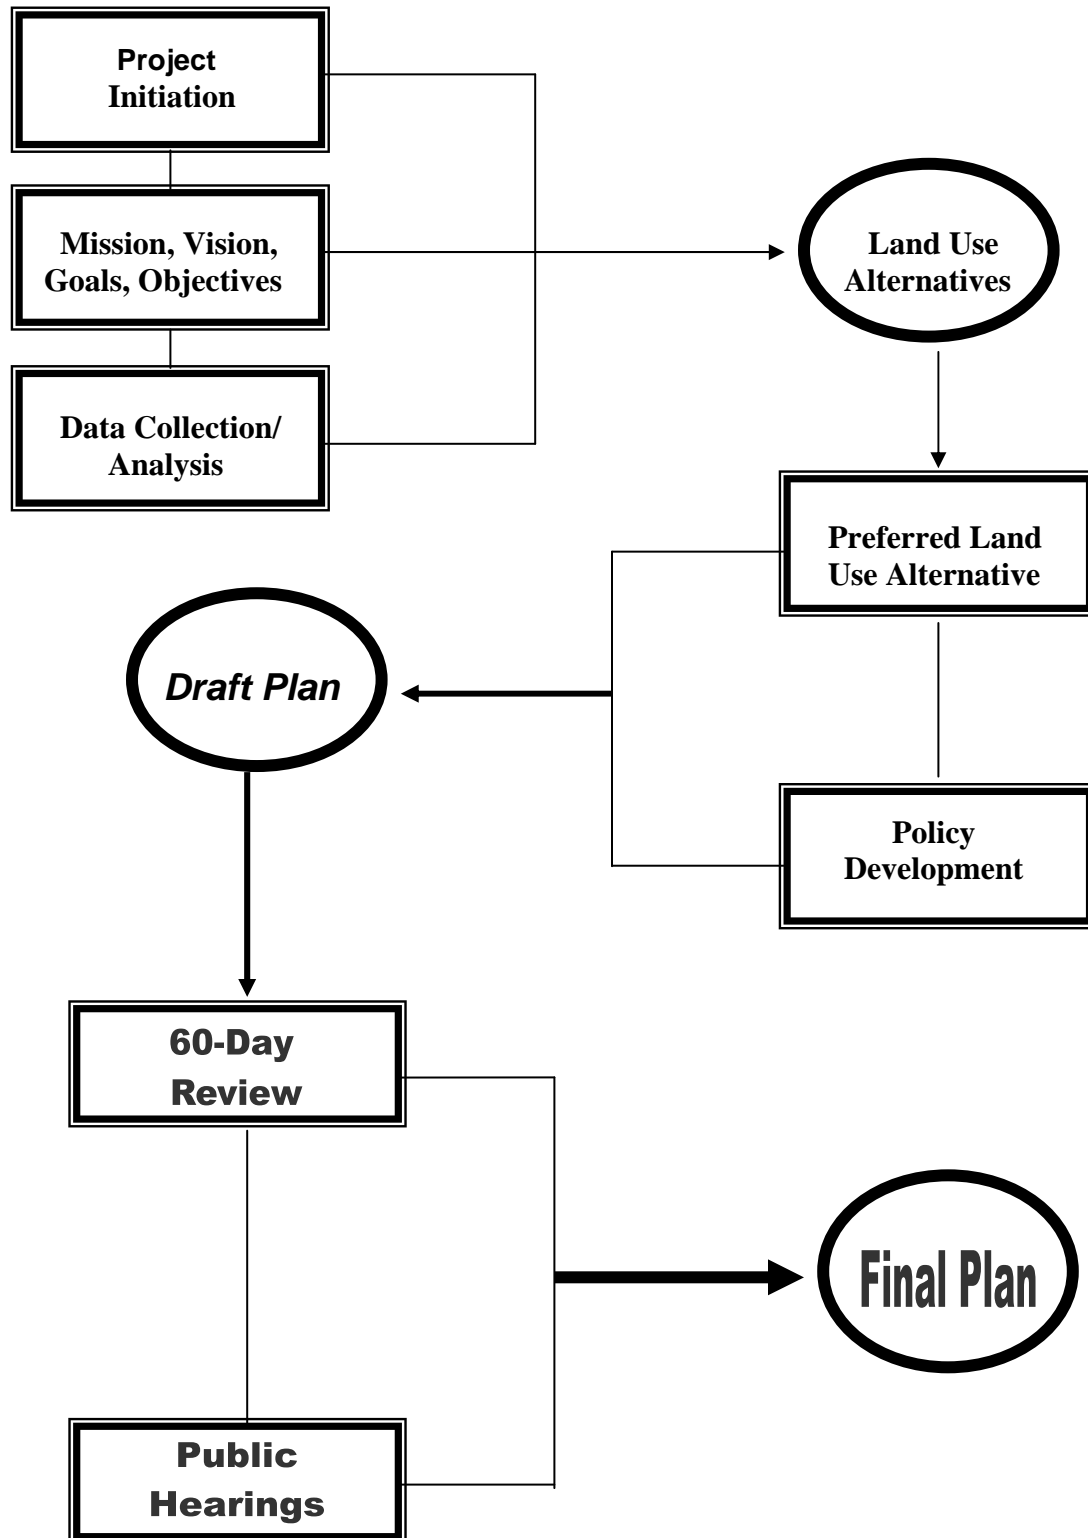 Project
Initiation
Mission, Vision,
Goals, Objectives
Land Use
Alternatives
Data Collection/
Analysis
Preferred Land
Use Alternative
Draft Plan
Policy
Development
60-Day
Review
Final Plan
Public
Hearings